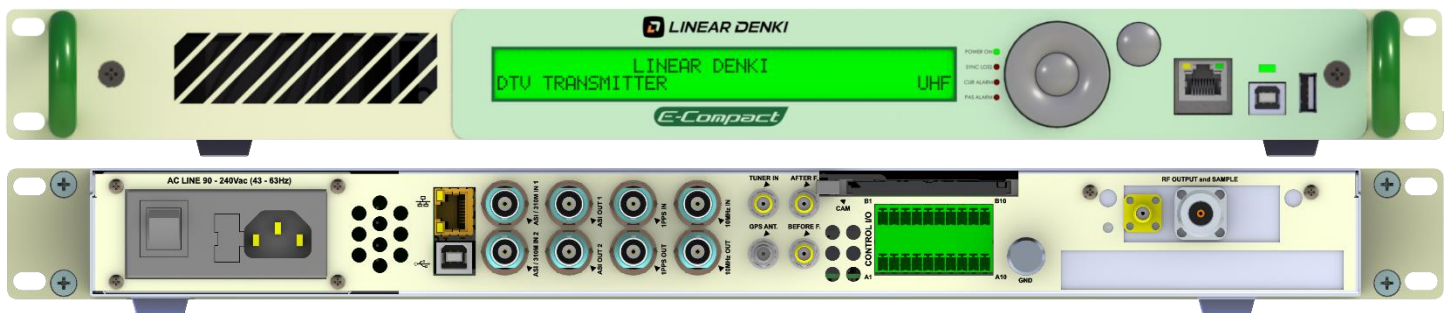 LINEAR DENKI
LINEAR DENKI
DTV TRANSMITTER UHF
POWER ON
SYNC LOSS
CUR ALARM
PAS ALARM
E-Compact
AC LINE 90 - 240Vac (43 - 63Hz)
ASI / 310M IN 1
ASI OUT 1
1PPS IN
10MHz IN
TUNER IN
AFTER F.
CAM
B1
B10
RF OUTPUT and SAMPLE
ASI / 310M IN 2
ASI OUT 2
1PPS OUT
10MHz OUT
GPS ANT.
BEFORE F.
CONTROL I/O
A1
A10
GND